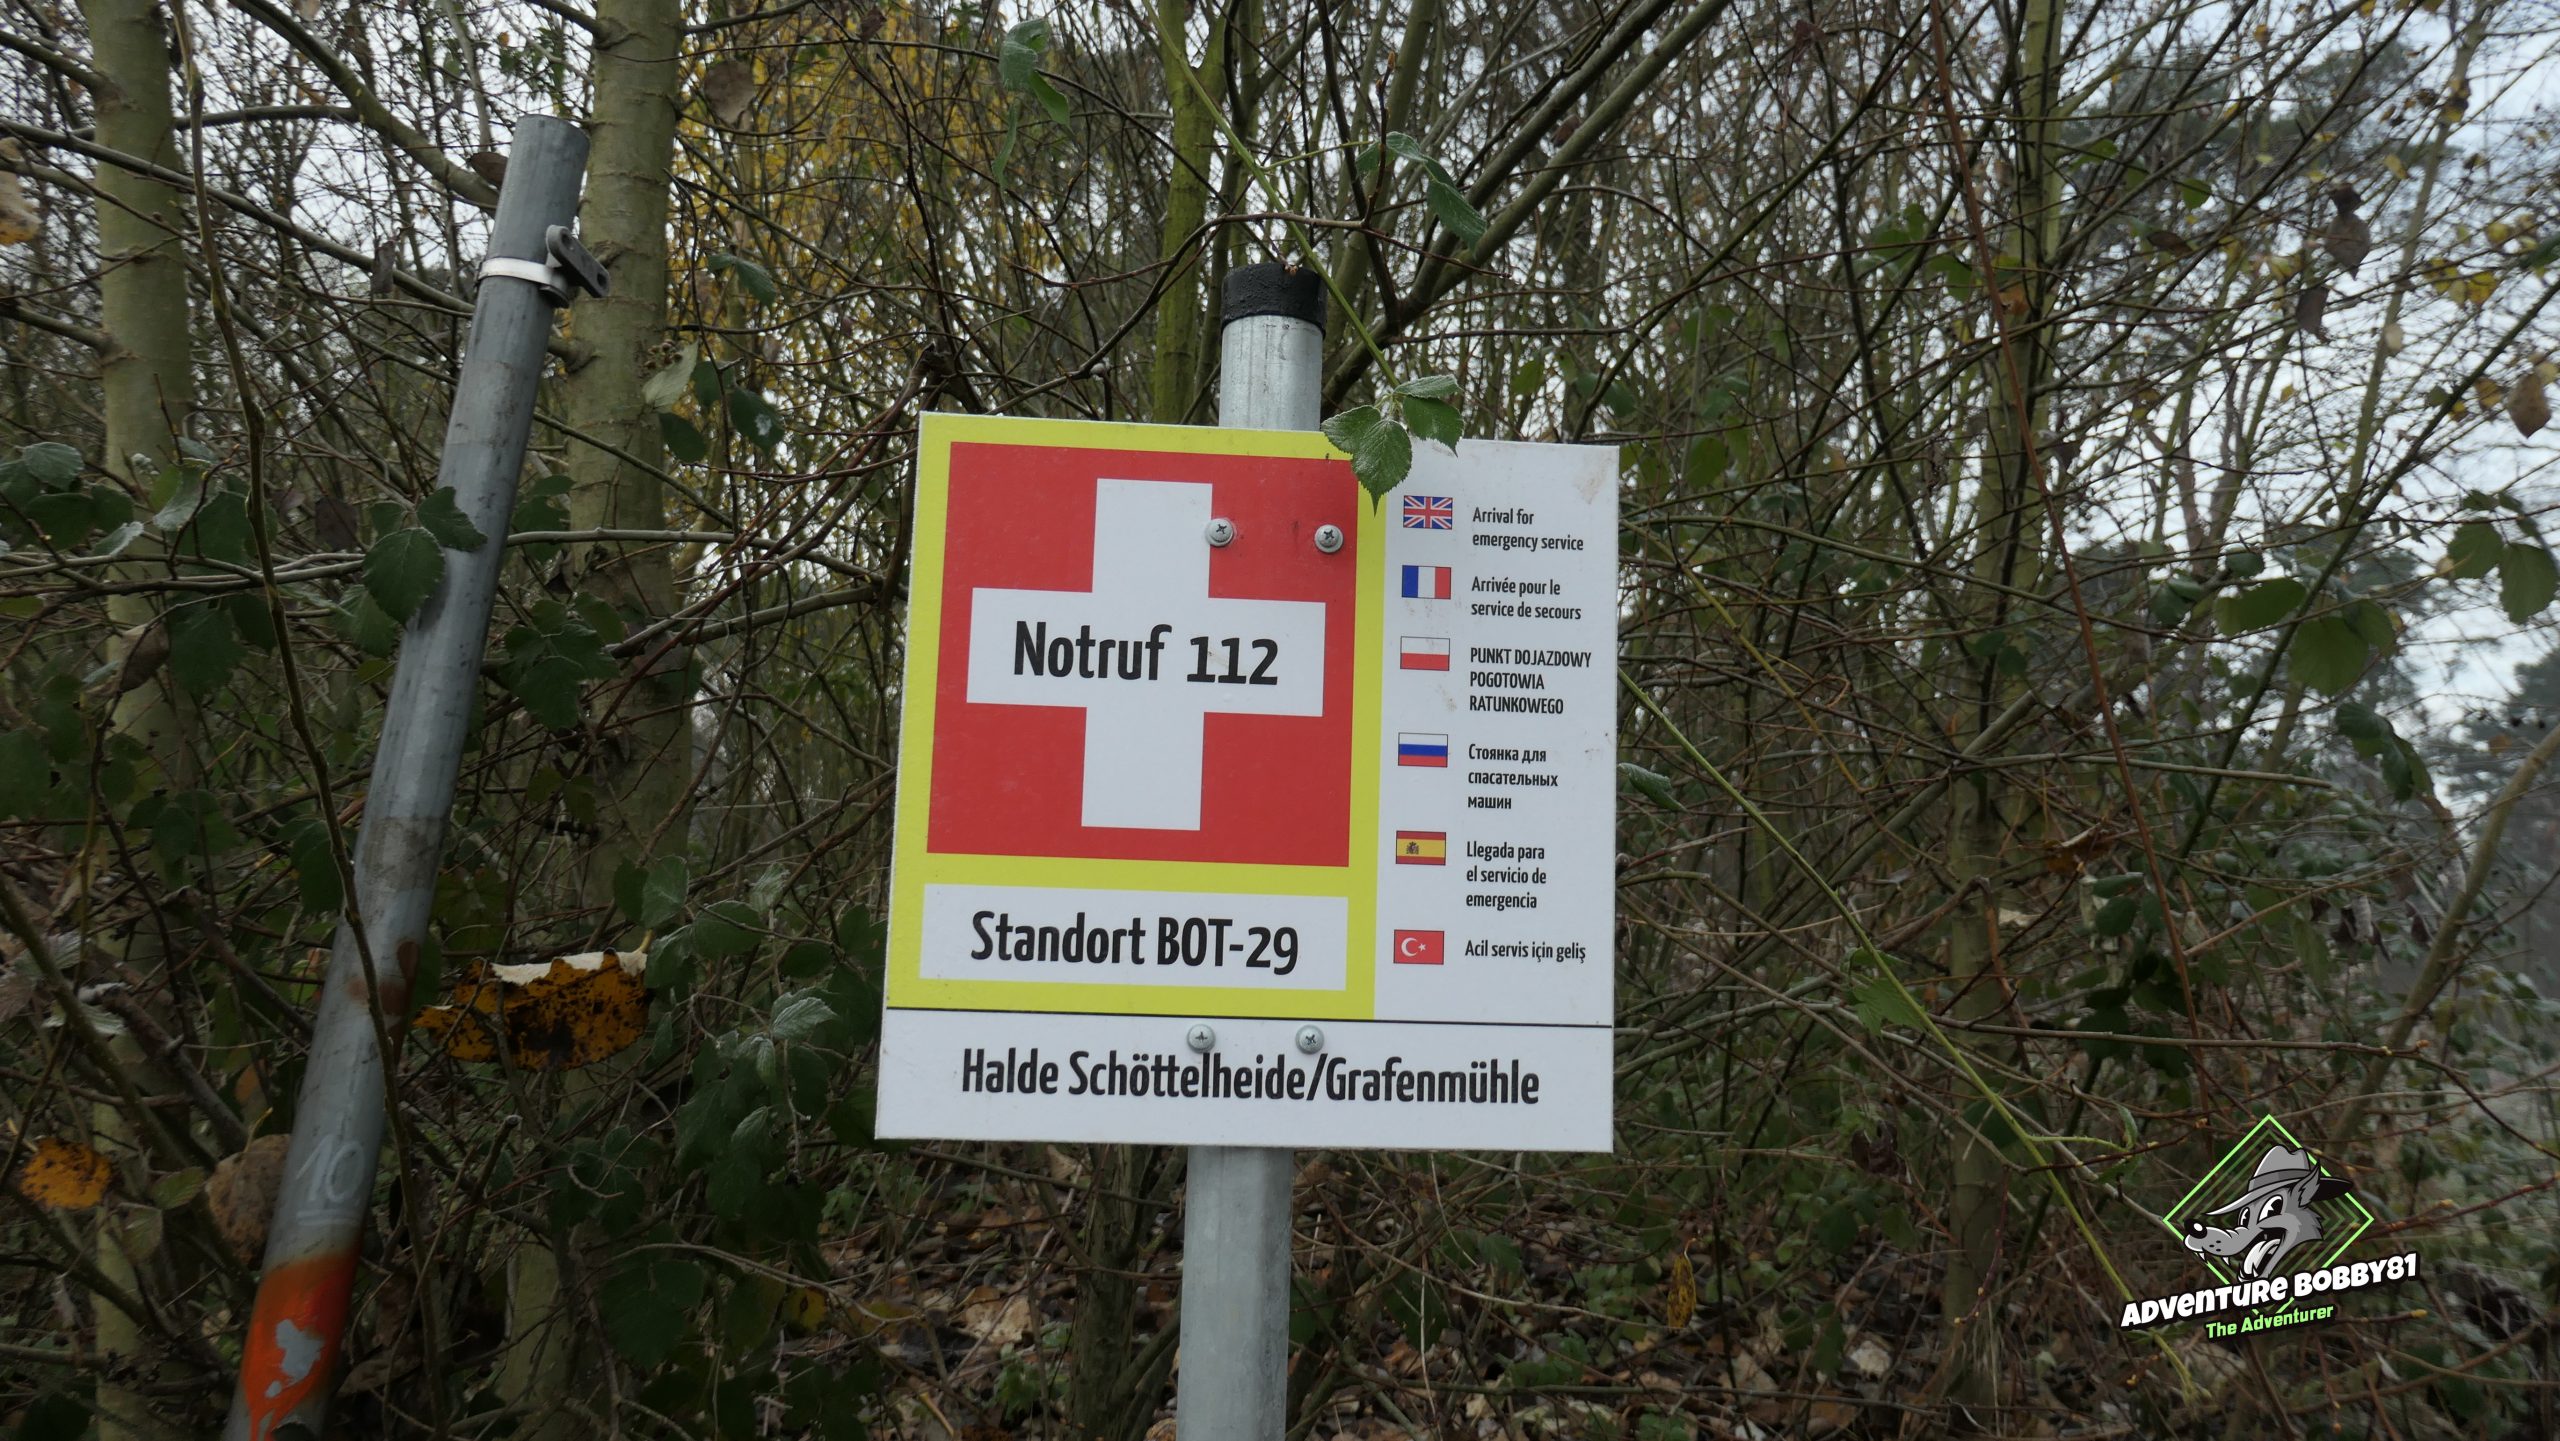 Notruf 112
Standort BOT-29
Arrival for
emergency service
Arrivée pour le
service de secours
PUNKT DOJAZDOWY
POGOTOWIA
RATUNKOWEGO
Стоянка для
спасательных
машин
Llegada para
el servicio de
emergencia
Acil servis için geliş
Halde Schöttelheide/Grafenmühle
10
ADVENTURE BOBBY81
The Adventurer